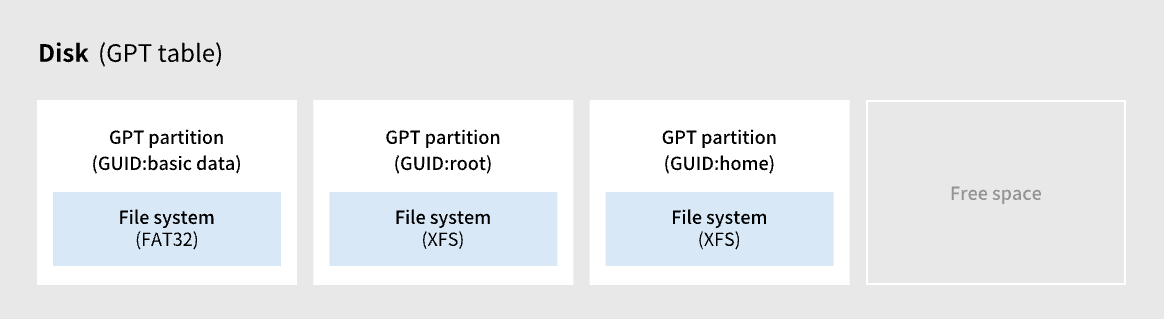 Disk (GPT table)
GPT partition
(GUID:basic data)
File system
(FAT32)
GPT partition
(GUID:root)
File system
(XFS)
GPT partition
(GUID:home)
File system
(XFS)
Free space